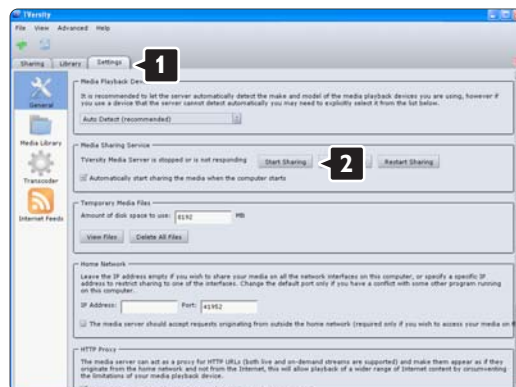 TVersity
File View Advanced Help
Sharing Library Settings
1
General
Media Library
Transcoder
Internet Feeds
Media Playback
It is recommended to let the server automatically detect the make and model of the media playback devices you are using, however if
you use a device that the server cannot detect automatically you may need to explicitly select it from the list below.
Auto Detect (recommended)
Media Sharing Service
TVersity Media Server is stopped or is not responding Start Sharing 2 Restart Sharing
Automatically start sharing the media when the computer starts
Temporary Media Files
Amount of disk space to use: 8192 MB
View Files Delete All Files
Home Network
Leave the IP address empty if you wish to share your media on all the network interfaces on this computer, or specify a specific IP
address to restrict sharing to one of the interfaces. Change the default port only if you have a conflict with some other program running
on this computer.
IP Address: Port: 41952
The media server should accept requests originating from outside the home network (required only if you wish to access your media on
HTTP Proxy
The media server can act as a proxy for HTTP URLs (both live and on-demand streams are supported) and make them appear as if they
originate from the home network and not from the Internet, this will allow playback of a wider range of Internet content by circumventing
the limitations of your media playback device.